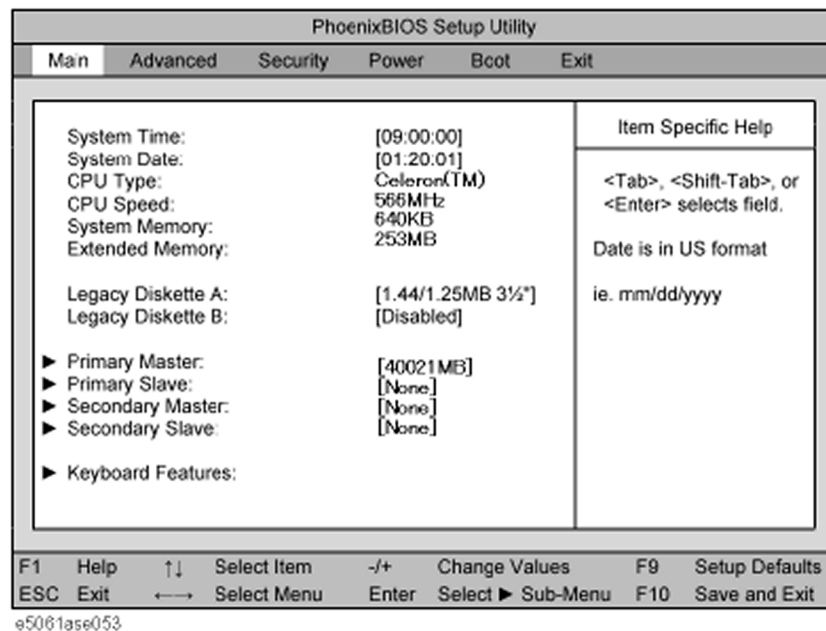 PhoenixBIOS Setup Utility
Main Advanced Security Power Boot Exit
System Time: [09:00:00]
System Date: [01:20:01]
CPU Type: Celeron(TM)
CPU Speed: 566MHz
System Memory: 640KB
Extended Memory: 253MB
Legacy Diskette A: [1.44/1.25MB 3½"]
Legacy Diskette B: [Disabled]
► Primary Master: [40021MB]
► Primary Slave: [None]
► Secondary Master: [None]
► Secondary Slave: [None]
► Keyboard Features:
Item Specific Help
<Tab>, <Shift-Tab>, or
<Enter> selects field.
Date is in US format
ie. mm/dd/yyyy
F1 Help ↑↓ Select Item -/+ Change Values F9 Setup Defaults
ESC Exit ←→ Select Menu Enter Select ► Sub-Menu F10 Save and Exit
e5061ase053